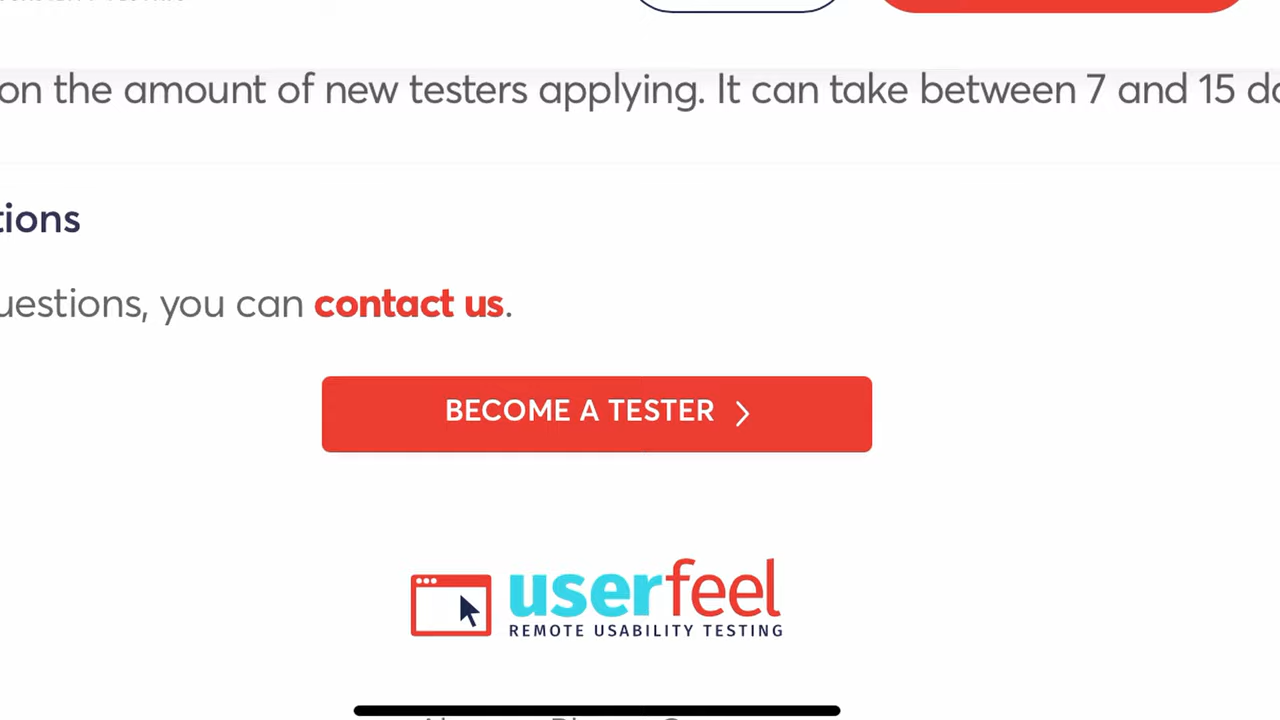 on the amount of new testers applying. It can take between 7 and 15
tions
uestions, you can contact us.
BECOME A TESTER
userfeel
REMOTE USABILITY TESTING